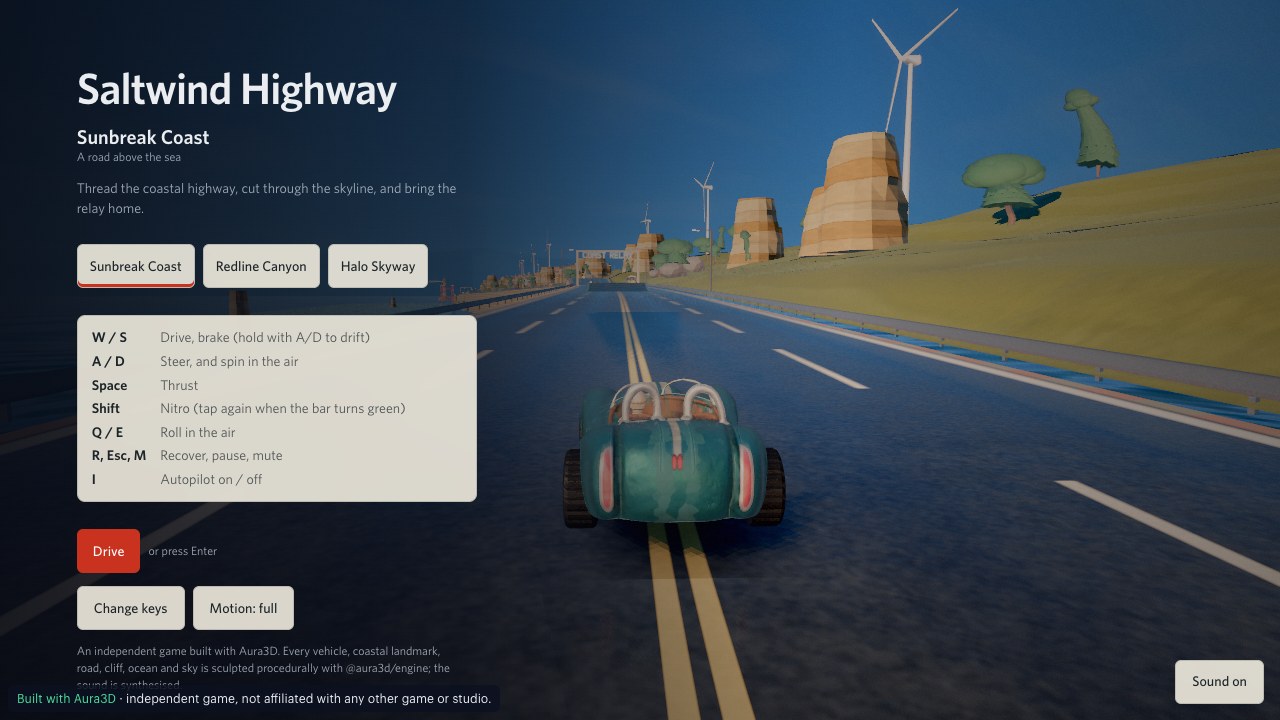 Saltwind Highway
Sunbreak Coast
A road above the sea
Thread the coastal highway, cut through the skyline, and bring the
relay home.
Sunbreak Coast
Redline Canyon
Halo Skyway
W / S Drive, brake (hold with A/D to drift)
A / D Steer, and spin in the air
Space Thrust
Shift Nitro (tap again when the bar turns green)
Q / E Roll in the air
R, Esc, M Recover, pause, mute
I Autopilot on / off
COAST RELAY
Drive or press Enter
Change keys
Motion: full
An independent game built with Aura3D. Every vehicle, coastal landmark,
road, cliff, ocean and sky is sculpted procedurally with @aura3d/engine; the
sound is synthesised.
Built with Aura3D · independent game, not affiliated with any other game or studio.
Sound on